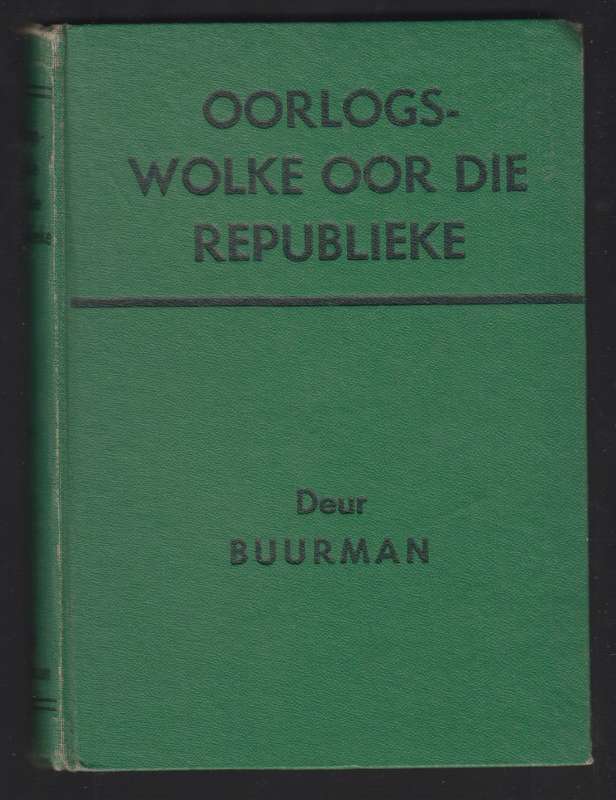 OORLOGS-
WOLKE OOR DIE
REPUBLIEKE
Deur
BUURMAN